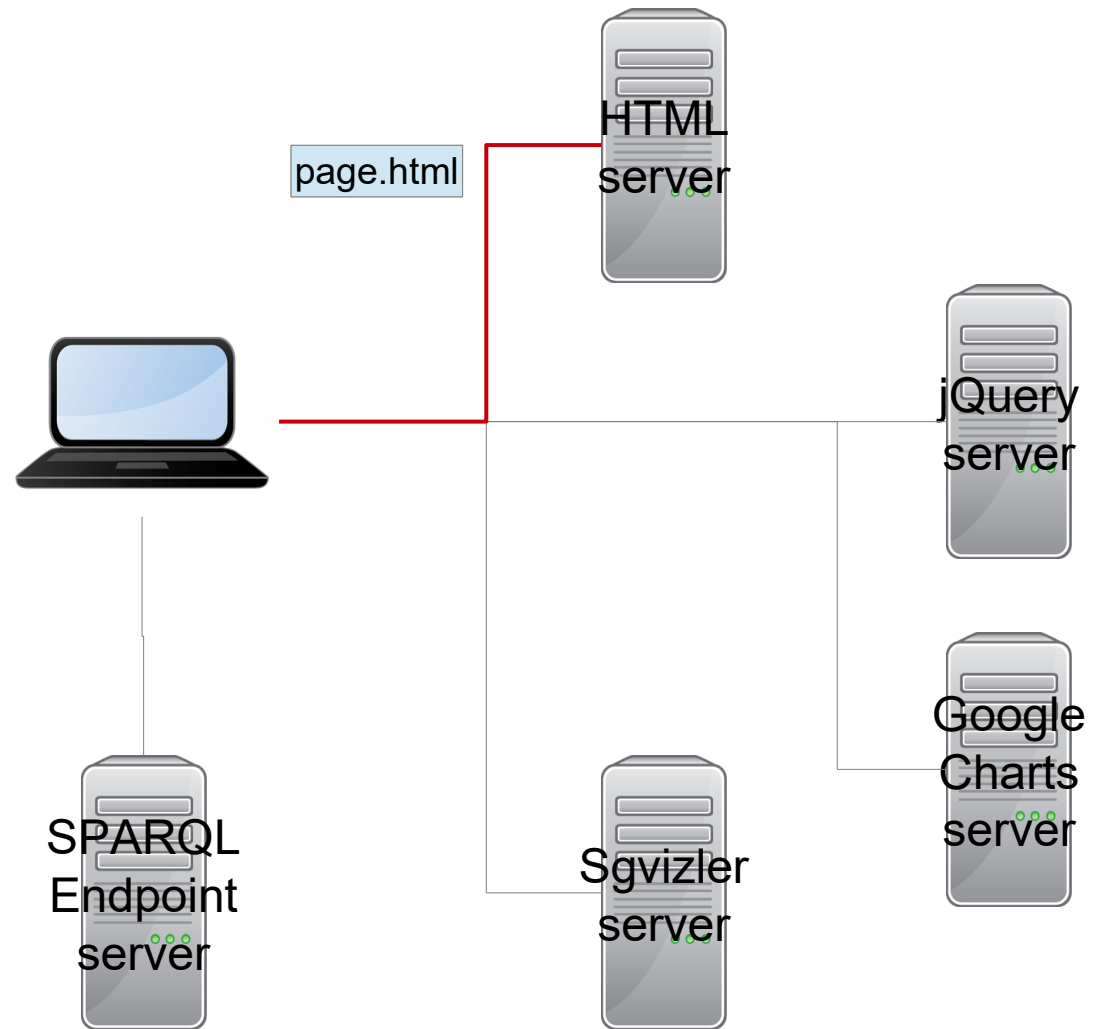 HTML
server
page.html
jQuery
server
Google
Charts
server
SPARQL
Endpoint
server
Sgvizler
server